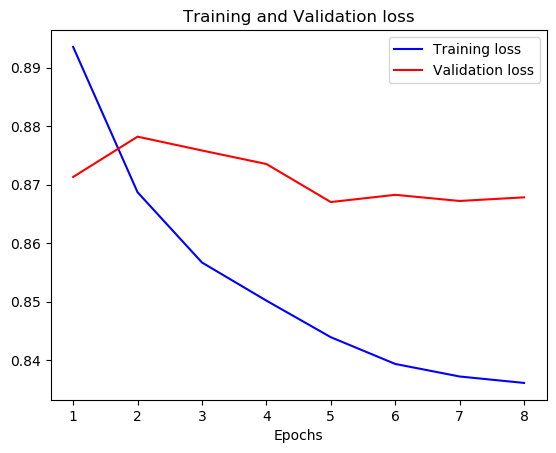 Training and Validation loss
Training loss
Validation loss
0.89
0.88
0.87
0.86
0.85
0.84
1 2 3 4 5 6 7 8
Epochs